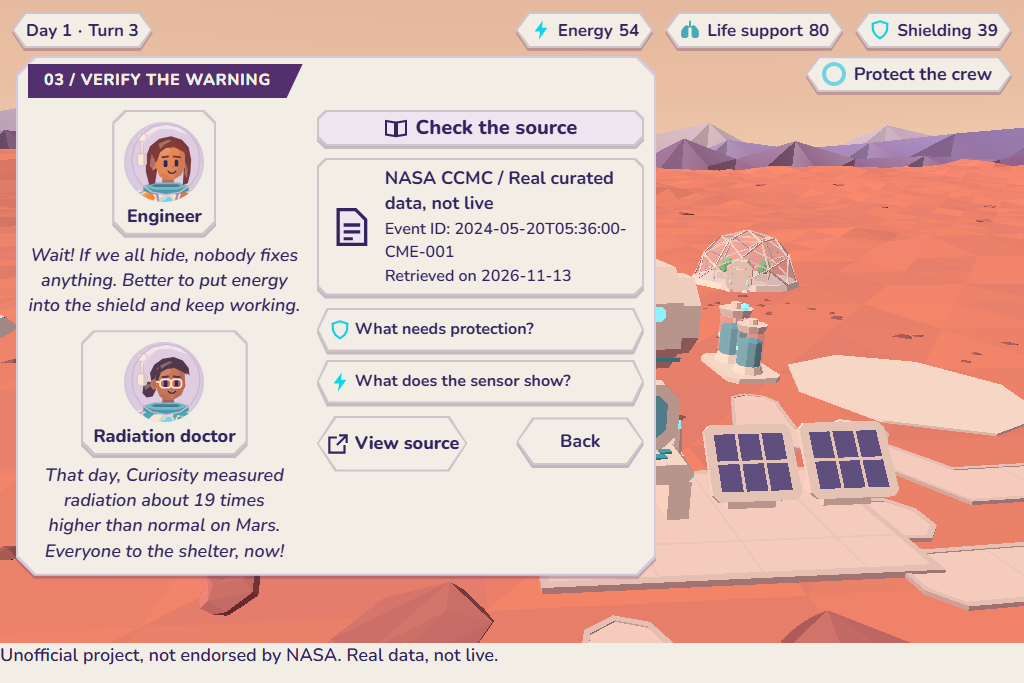 Day 1 · Turn 3
Energy 54
Life support 80
Shielding 39
Protect the crew
03 / VERIFY THE WARNING
Engineer
Wait! If we all hide, nobody fixes
anything. Better to put energy
into the shield and keep working.
Radiation doctor
That day, Curiosity measured
radiation about 19 times
higher than normal on Mars.
Everyone to the shelter, now!
Check the source
NASA CCMC / Real curated
data, not live
Event ID: 2024-05-20T05:36:00-
CME-001
Retrieved on 2026-11-13
What needs protection?
What does the sensor show?
View source
Back
Unofficial project, not endorsed by NASA. Real data, not live.